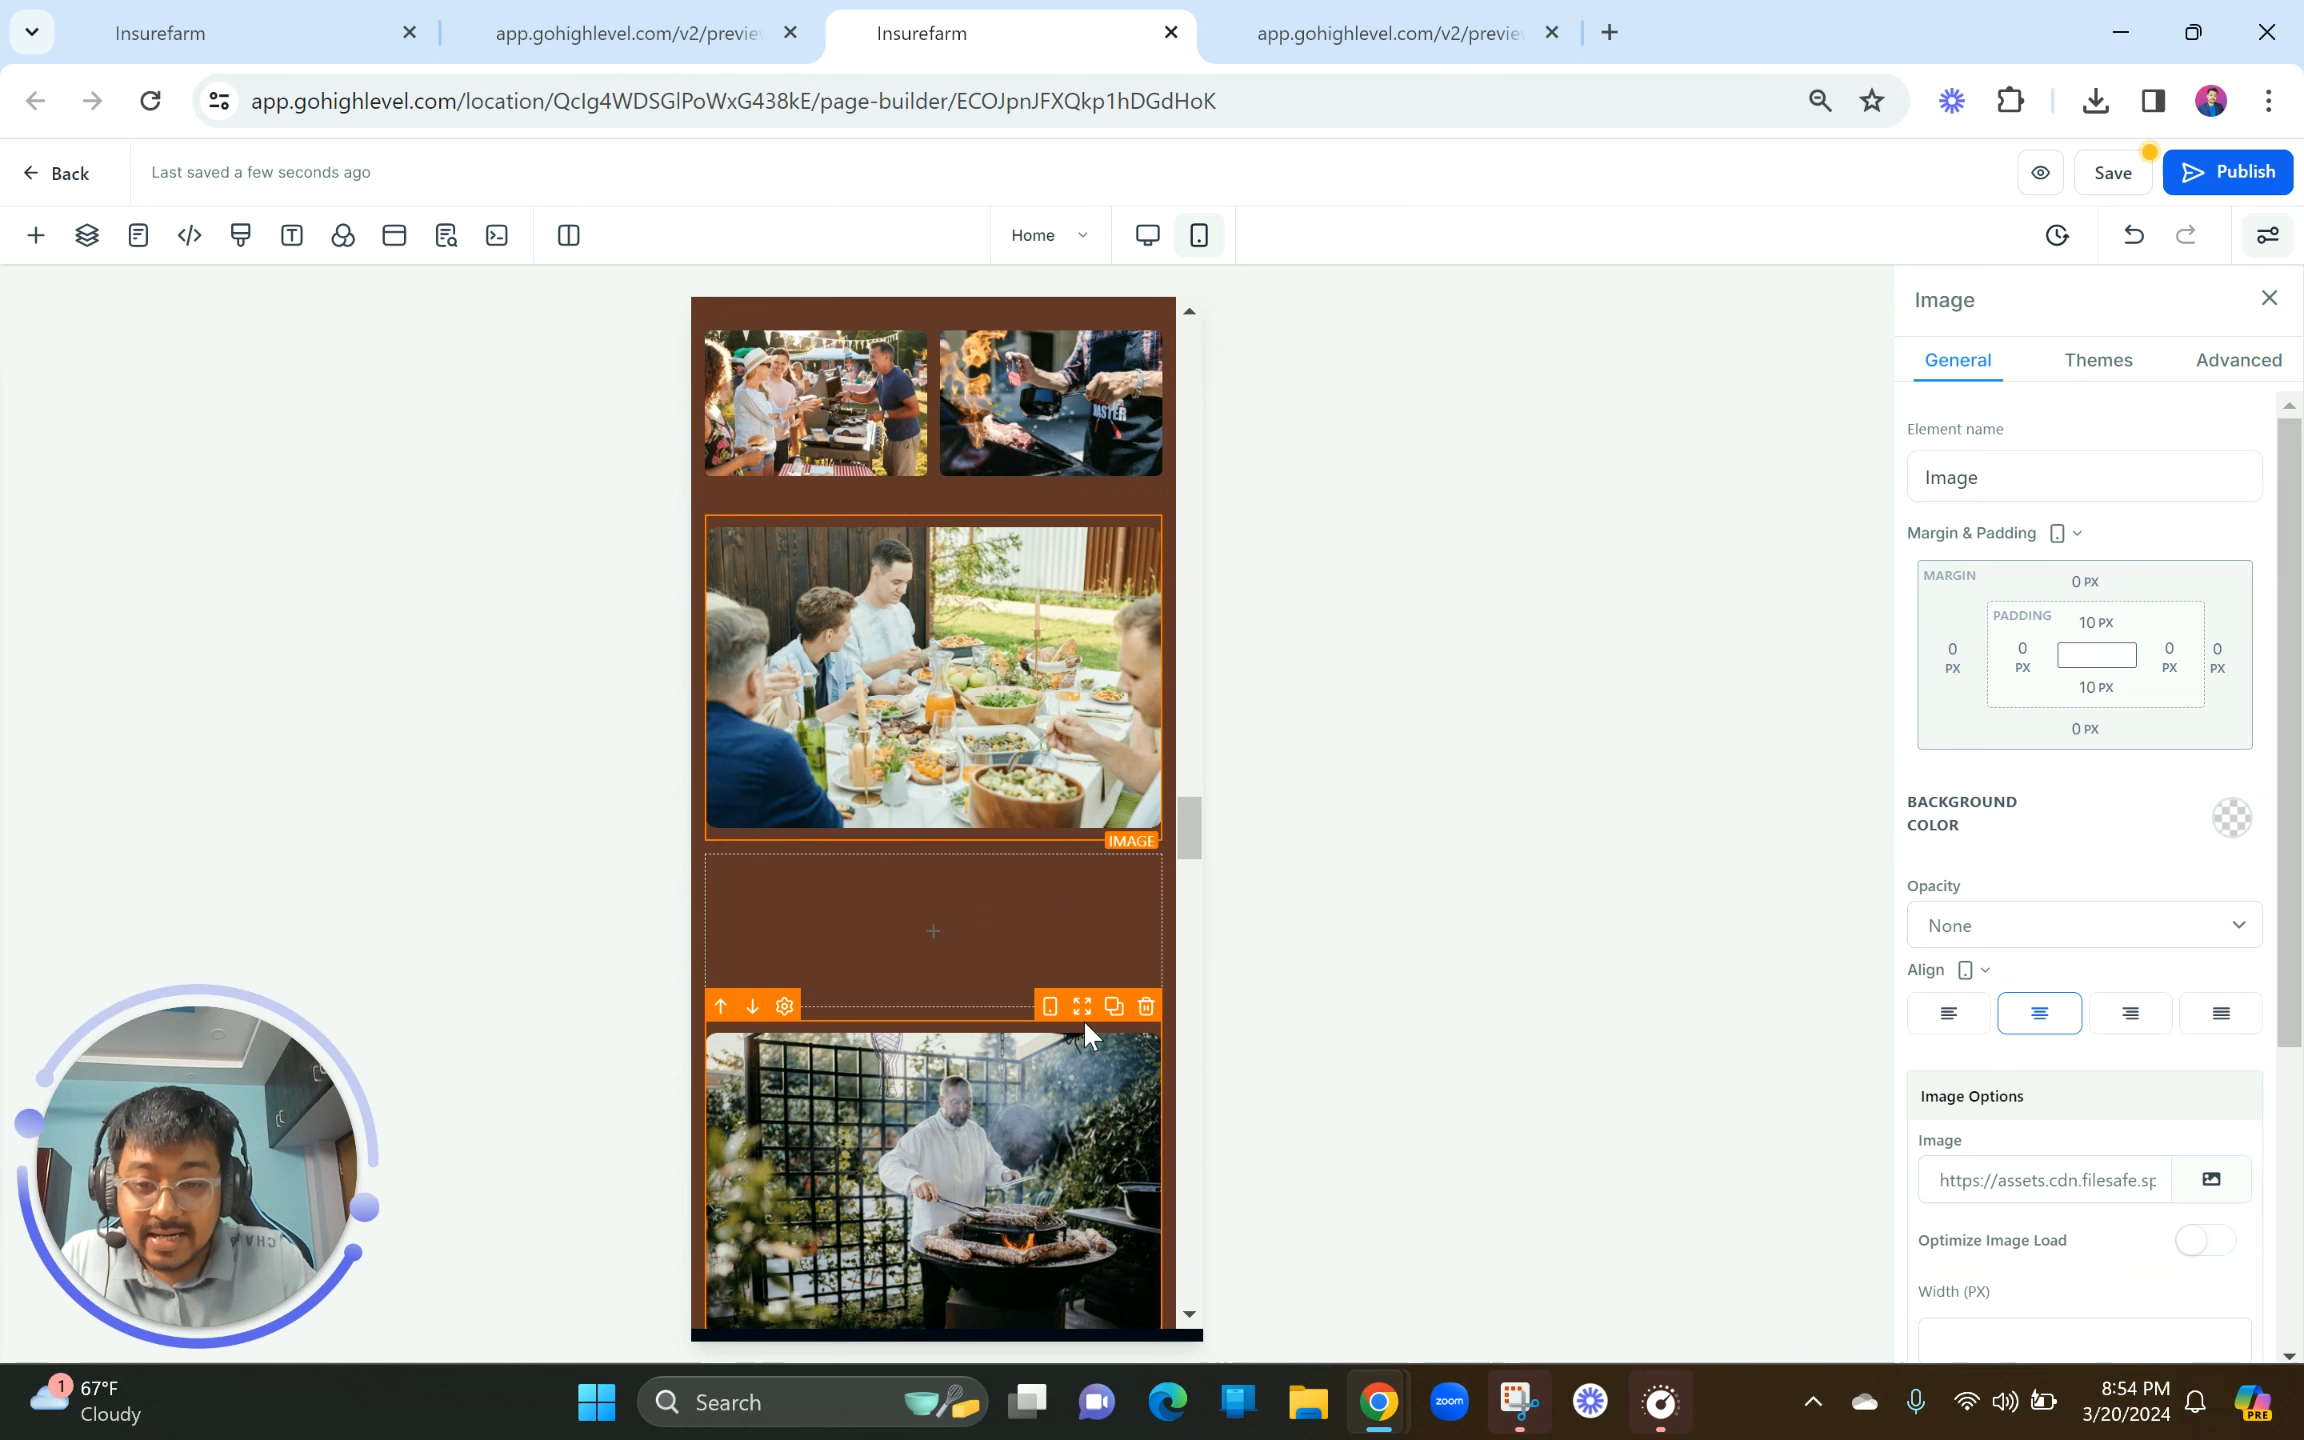 Insurefarm
app.gohighlevel.com/v2/previe
Insurefarm
app.gohighlevel.com/v2/previe
app.gohighlevel.com/location/QcIg4WDSGlPoWxG438kE/page-builder/ECOJpnJFXQkp1hDGdHoK
Back
Last saved a few seconds ago
Save
Publish
Home
Image
General
Themes
Advanced
Element name
Image
Margin & Padding
MARGIN
0 PX
PADDING
10 PX
0 PX
0 PX
0 PX
0 PX
10 PX
0 PX
BACKGROUND
COLOR
Opacity
None
Align
Image Options
Image
https://assets.cdn.filesafe.sp
Optimize Image Load
Width (PX)
MASTER
IMAGE
1
67°F
Cloudy
Search
zoom
8:54 PM
3/20/2024
PRE